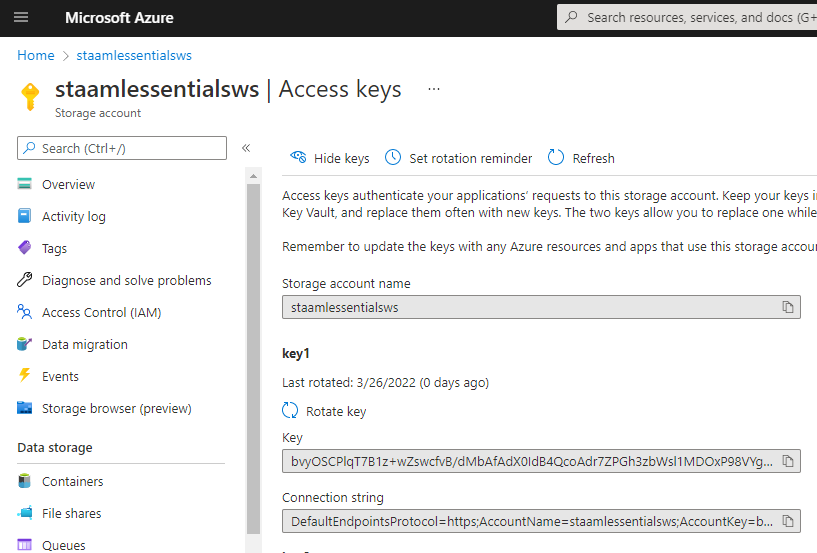 Microsoft Azure
Search resources, services, and docs (G+
Home > staamlessentialsws
staamlessentialsws | Access keys ...
Storage account
Search (Ctrl+/)
«
Overview
Activity log
Tags
Diagnose and solve problems
Access Control (IAM)
Data migration
Events
Storage browser (preview)
Data storage
Containers
File shares
Queues
Hide keys
Set rotation reminder
Refresh
Access keys authenticate your applications' requests to this storage account. Keep your keys i
Key Vault, and replace them often with new keys. The two keys allow you to replace one while
Remember to update the keys with any Azure resources and apps that use this storage accou
Storage account name
staamlessentialsws
key1
Last rotated: 3/26/2022 (0 days ago)
Rotate key
Key
Connection string
DefaultEndpointsProtocol=https;AccountName=staamlessentialsws;AccountKey=b...